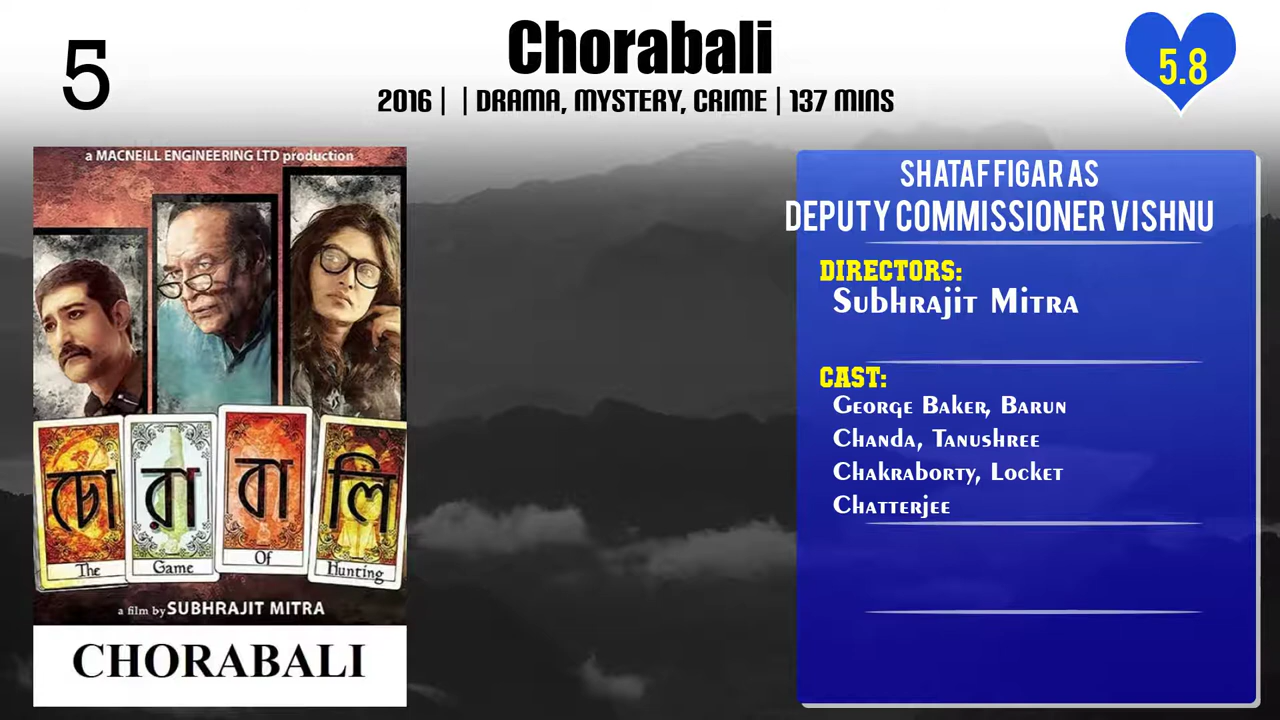 5
Chorabali
2016 | | DRAMA, MYSTERY, CRIME | 137 MINS
5.8
a MACNEILL ENGINEERING LTD production
চো রা বা লি
The Game Of Hunting
a film by SUBHRAJIT MITRA
CHORABALI
SHATAF FIGAR AS
DEPUTY COMMISSIONER VISHNU
DIRECTORS:
Subhrajit Mitra
CAST:
George Baker, Barun
Chanda, Tanushree
Chakraborty, Locket
Chatterjee